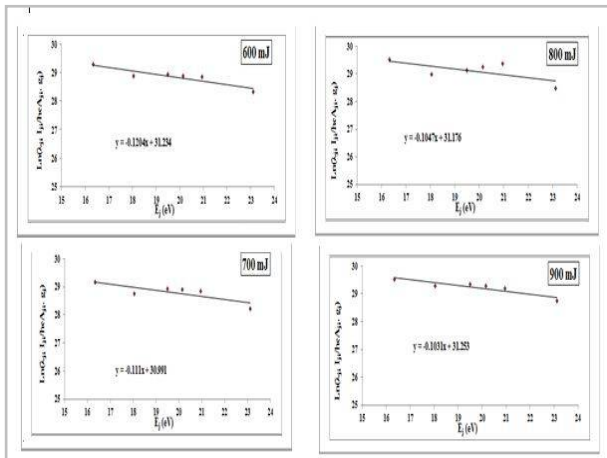 600 mJ
30
29
28
27
26
25
y = -0.1204x + 31.234
15 16 17 18 19 20 21 22 23 24
Ej (eV)
800 mJ
30
29
28
27
26
25
y = -0.1047x + 31.176
15 16 17 18 19 20 21 22 23 24
Ej (eV)
700 mJ
30
29
28
27
26
25
y = -0.111x + 30.991
15 16 17 18 19 20 21 22 23 24
Ej (eV)
900 mJ
30
29
28
27
26
25
y = -0.1031x + 31.253
15 16 17 18 19 20 21 22 23 24
Ej (eV)